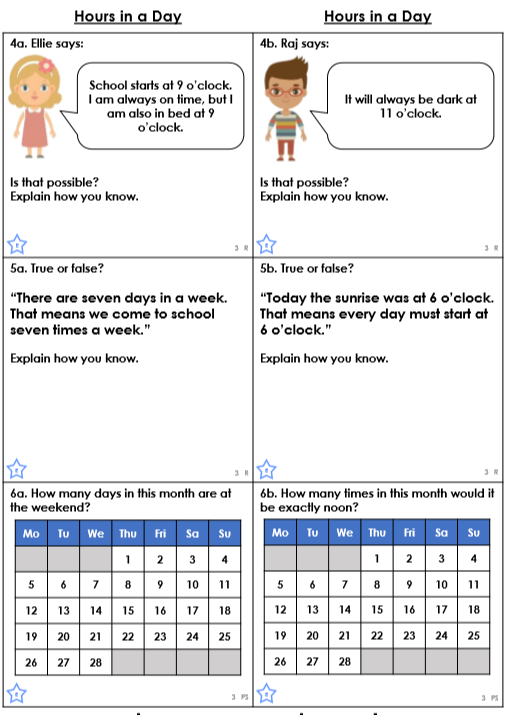 Hours in a Day
Hours in a Day
4a. Ellie says:
School starts at 9 o’clock.
I am always on time, but I
am also in bed at 9
o’clock.
Is that possible?
Explain how you know.
E
3 R
4b. Raj says:
It will always be dark at
11 o’clock.
Is that possible?
Explain how you know.
E
3 R
5a. True or false?
“There are seven days in a week.
That means we come to school
seven times a week.”
Explain how you know.
E
3 R
5b. True or false?
“Today the sunrise was at 6 o’clock.
That means every day must start at
6 o’clock.”
Explain how you know.
E
3 R
6a. How many days in this month are at
the weekend?
Mo Tu We Thu Fri Sa Su
1 2 3 4
5 6 7 8 9 10 11
12 13 14 15 16 17 18
19 20 21 22 23 24 25
26 27 28
E
3 PS
6b. How many times in this month would it
be exactly noon?
Mo Tu We Thu Fri Sa Su
1 2 3 4
5 6 7 8 9 10 11
12 13 14 15 16 17 18
19 20 21 22 23 24 25
26 27 28
E
3 PS